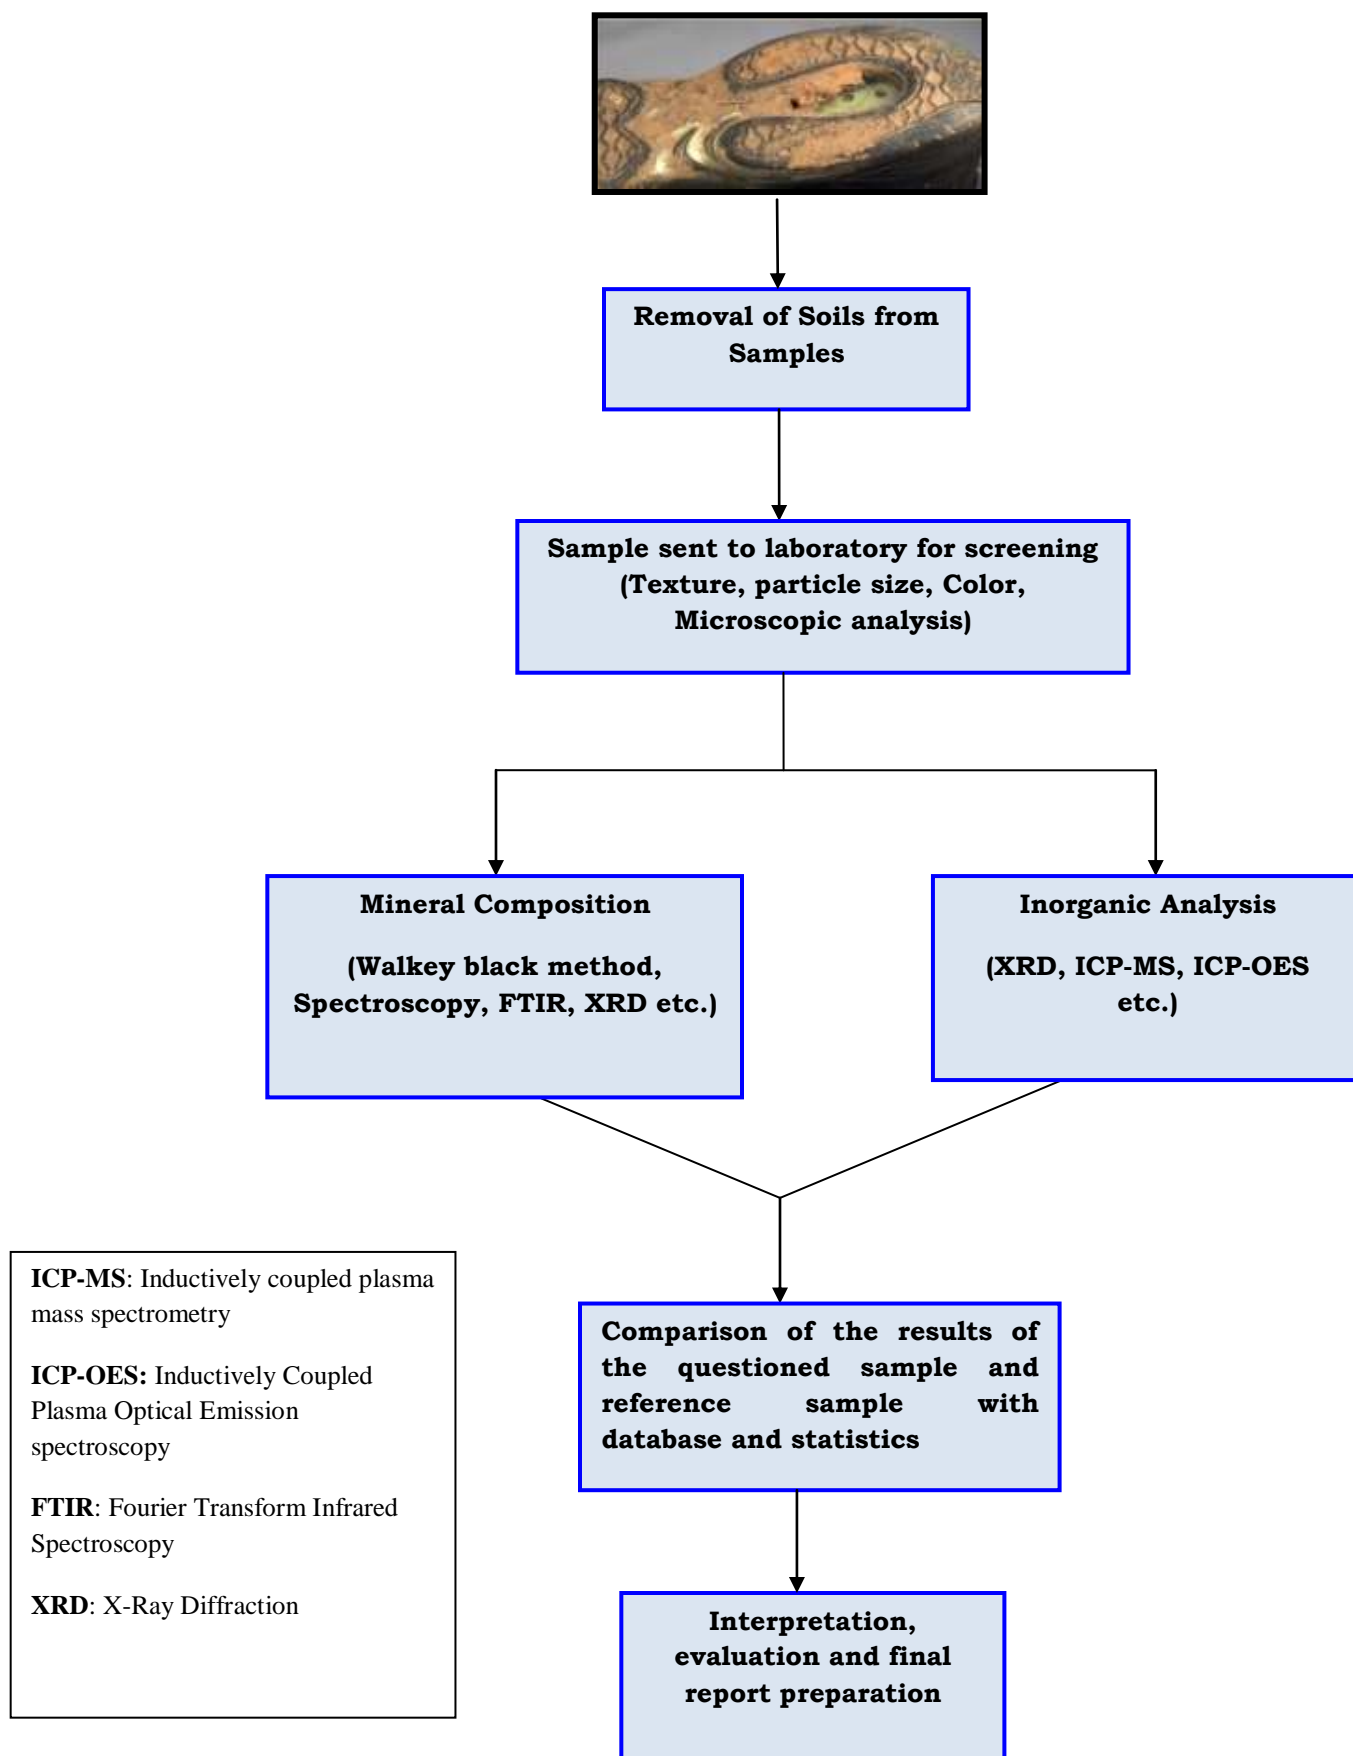 Removal of Soils from
Samples
Sample sent to laboratory for screening
(Texture, particle size, Color,
Microscopic analysis)
Mineral Composition
(Walkey black method,
Spectroscopy, FTIR, XRD etc.)
Inorganic Analysis
(XRD, ICP-MS, ICP-OES
etc.)
ICP-MS: Inductively coupled plasma
mass spectrometry
ICP-OES: Inductively Coupled
Plasma Optical Emission
spectroscopy
FTIR: Fourier Transform Infrared
Spectroscopy
XRD: X-Ray Diffraction
Comparison of the results of
the questioned sample and
reference sample with
database and statistics
Interpretation,
evaluation and final
report preparation